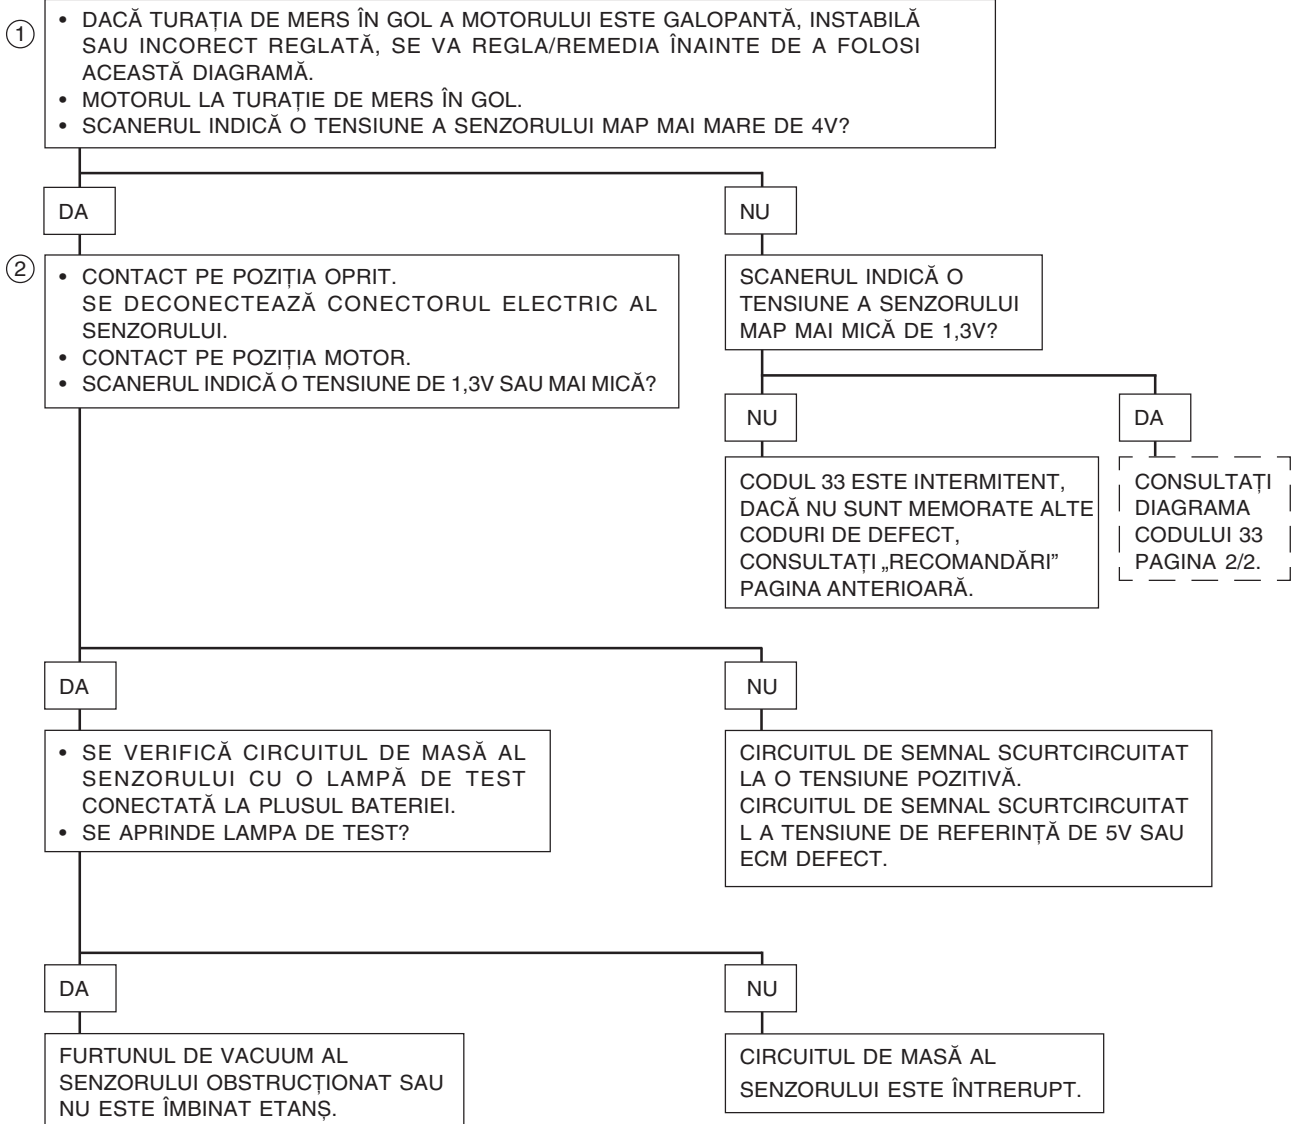 1
• DACĂ TURAȚIA DE MERS ÎN GOL A MOTORULUI ESTE GALOPANTĂ, INSTABILĂ
SAU INCORECT REGLATĂ, SE VA REGLA/REMEDIA ÎNAINTE DE A FOLOSI
ACEASTĂ DIAGRAMĂ.
• MOTORUL LA TURAȚIE DE MERS ÎN GOL.
• SCANERUL INDICĂ O TENSIUNE A SENZORULUI MAP MAI MARE DE 4V?
DA
NU
2
• CONTACT PE POZIȚIA OPRIT.
SE DECONECTEAZĂ CONECTORUL ELECTRIC AL
SENZORULUI.
• CONTACT PE POZIȚIA MOTOR.
• SCANERUL INDICĂ O TENSIUNE DE 1,3V SAU MAI MICĂ?
SCANERUL INDICĂ O
TENSIUNE A SENZORULUI
MAP MAI MICĂ DE 1,3V?
NU
DA
CODUL 33 ESTE INTERMITENT,
DACĂ NU SUNT MEMORATE ALTE
CODURI DE DEFECT,
CONSULTAȚI „RECOMANDĂRI”
PAGINA ANTERIOARĂ.
CONSULTAȚI
DIAGRAMA
CODULUI 33
PAGINA 2/2.
DA
NU
• SE VERIFICĂ CIRCUITUL DE MASĂ AL
SENZORULUI CU O LAMPĂ DE TEST
CONECTATĂ LA PLUSUL BATERIEI.
• SE APRINDE LAMPA DE TEST?
CIRCUITUL DE SEMNAL SCURTCIRCUITAT
LA O TENSIUNE POZITIVĂ.
CIRCUITUL DE SEMNAL SCURTCIRCUITAT
L A TENSIUNE DE REFERINȚĂ DE 5V SAU
ECM DEFECT.
DA
NU
FURTUNUL DE VACUUM AL
SENZORULUI OBSTRUCȚIONAT SAU
NU ESTE ÎMBINAT ETANȘ.
CIRCUITUL DE MASĂ AL
SENZORULUI ESTE ÎNTRERUPT.